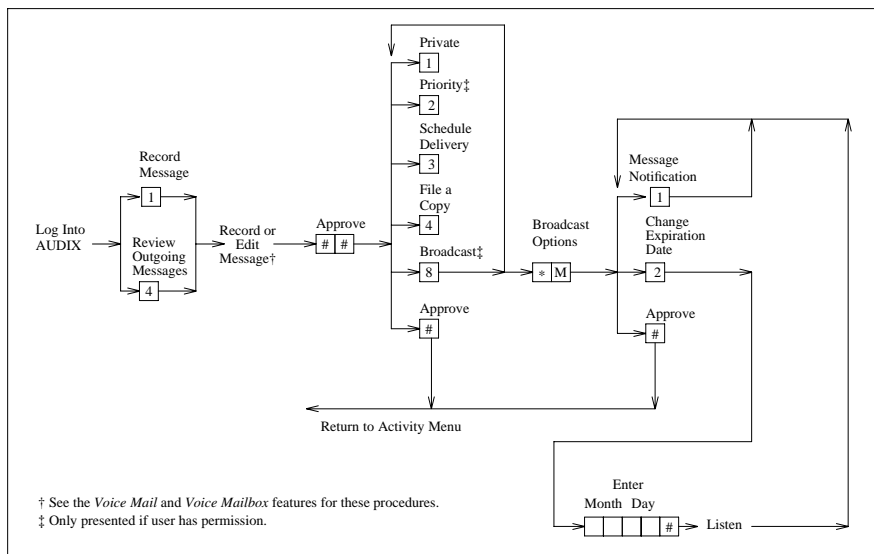 Log Into
AUDIX
Record
Message
1
Review
Outgoing
Messages
4
Record or
Edit
Message†
Approve
# #
Private
1
Priority‡
2
Schedule
Delivery
3
File a
Copy
4
Broadcast‡
8
Approve
#
Broadcast
Options
* M
Message
Notification
1
Change
Expiration
Date
2
Approve
#
Return to Activity Menu
Enter
Month Day
#
Listen
† See the Voice Mail and Voice Mailbox features for these procedures.
‡ Only presented if user has permission.